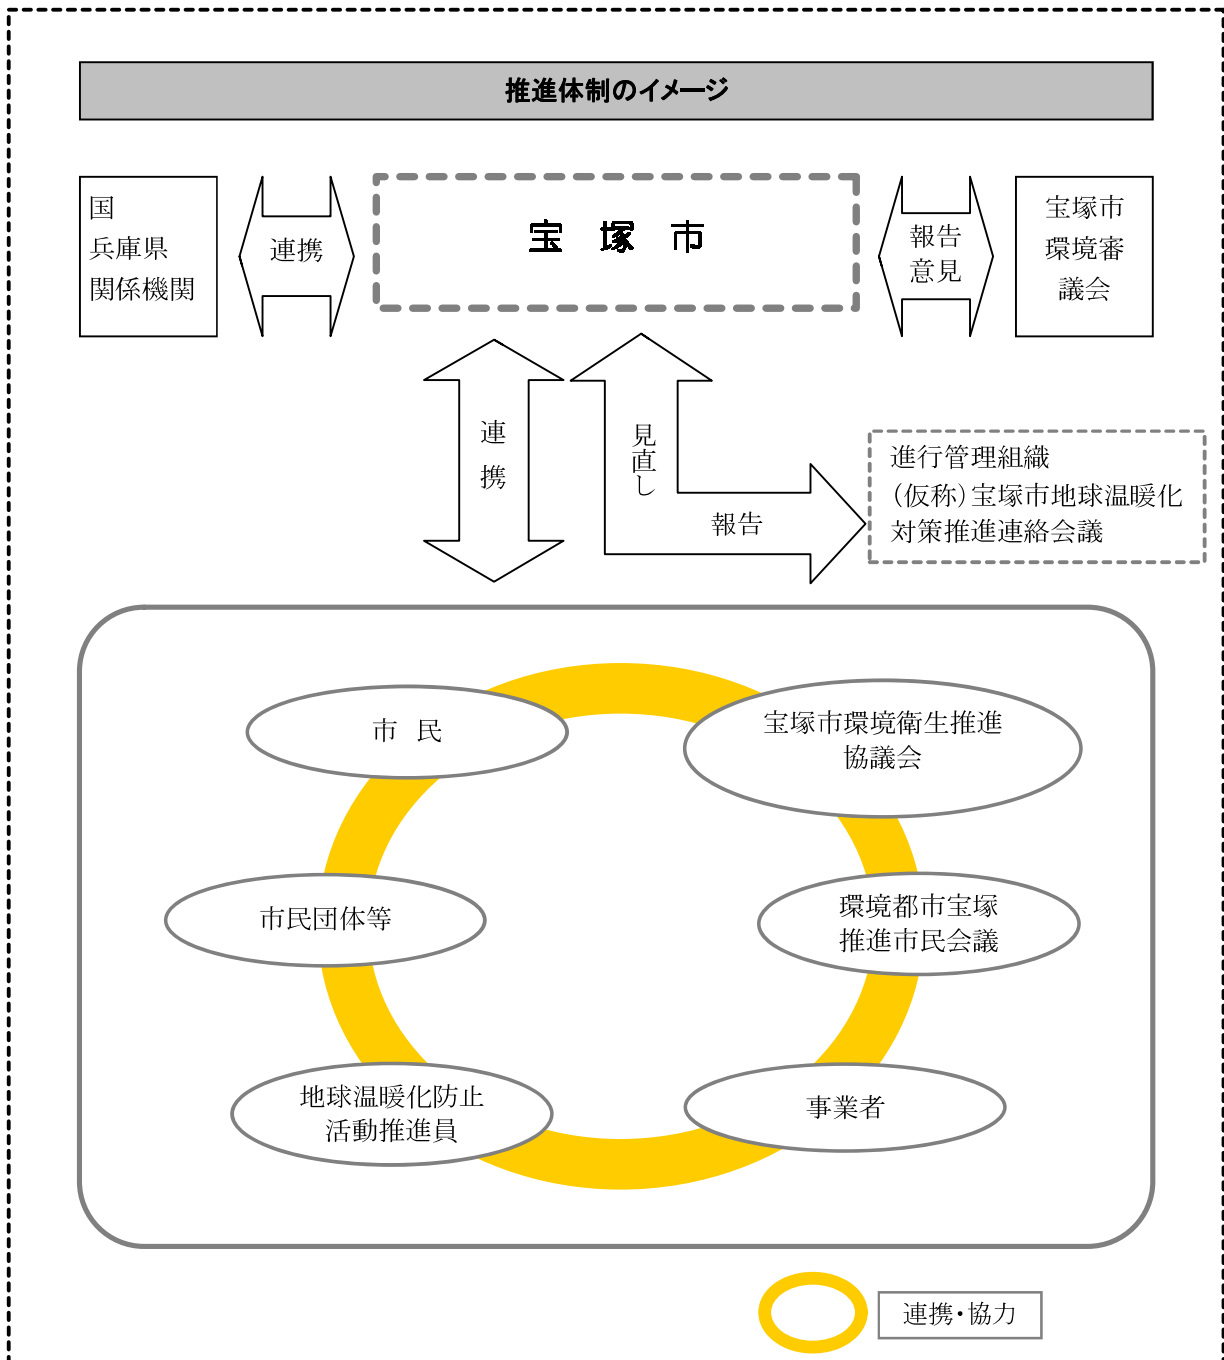 推進体制のイメージ
国
兵庫県
関係機関
連携
宝 塚 市
報告
意見
宝塚市
環境審
議会
連
携
見直し
報告
進行管理組織
(仮称)宝塚市地球温暖化
対策推進連絡会議
市 民
宝塚市環境衛生推進
協議会
市民団体等
環境都市宝塚
推進市民会議
地球温暖化防止
活動推進員
事業者
連携・協力